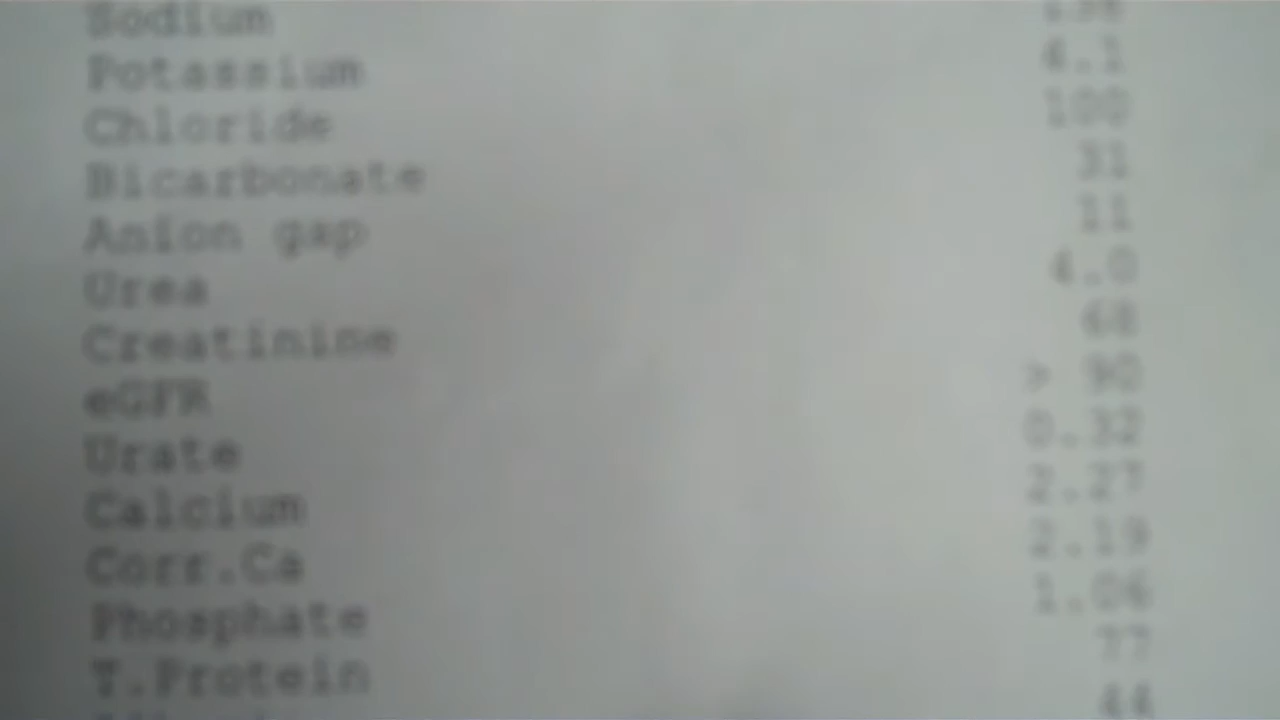 Sodium
Potassium 4.1
Chloride 100
Bicarbonate 31
Anion gap 11
Urea 4.0
Creatinine 68
eGFR > 90
Urate 0.32
Calcium 2.27
Corr.Ca 2.19
Phosphate 1.06
T.Protein 77
44